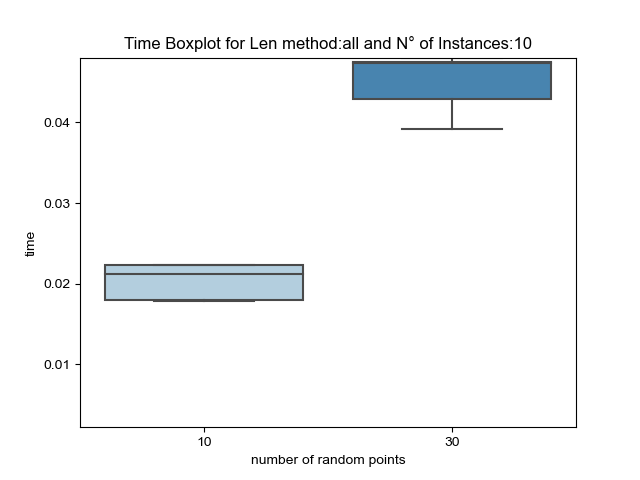 Time Boxplot for Len method:all and N° of Instances:10
0.04
0.03
0.02
0.01
time
10
30
number of random points